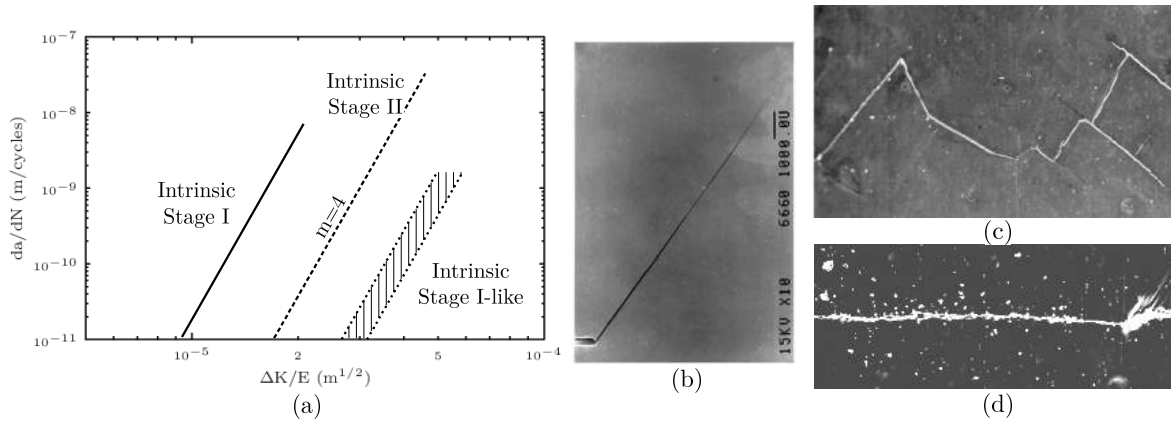 (a)
10⁻⁷
10⁻⁸
10⁻⁹
10⁻¹⁰
10⁻¹¹
da/dN (m/cycles)
Intrinsic
Stage II
Intrinsic
Stage I
m=4
Intrinsic
Stage I-like
10⁻⁵
2
5
10⁻⁴
ΔK/E (m¹/²)
(a)
15KV X10 6660 1000.0U
(b)
(c)
(d)